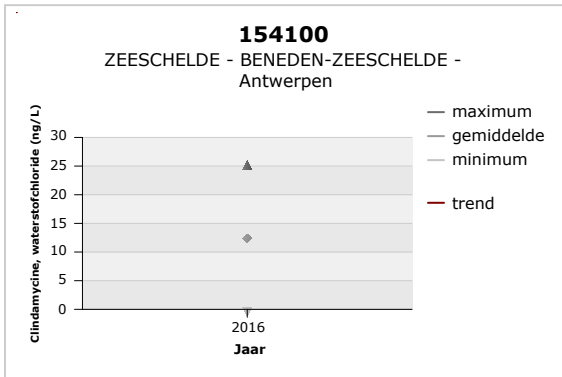 154100
ZEESCHELDE - BENEDEN-ZEESCHELDE -
Antwerpen
maximum
gemiddelde
minimum
trend
Clindamycine, waterstofchloride (ng/L)
30
25
20
15
10
5
0
2016
Jaar